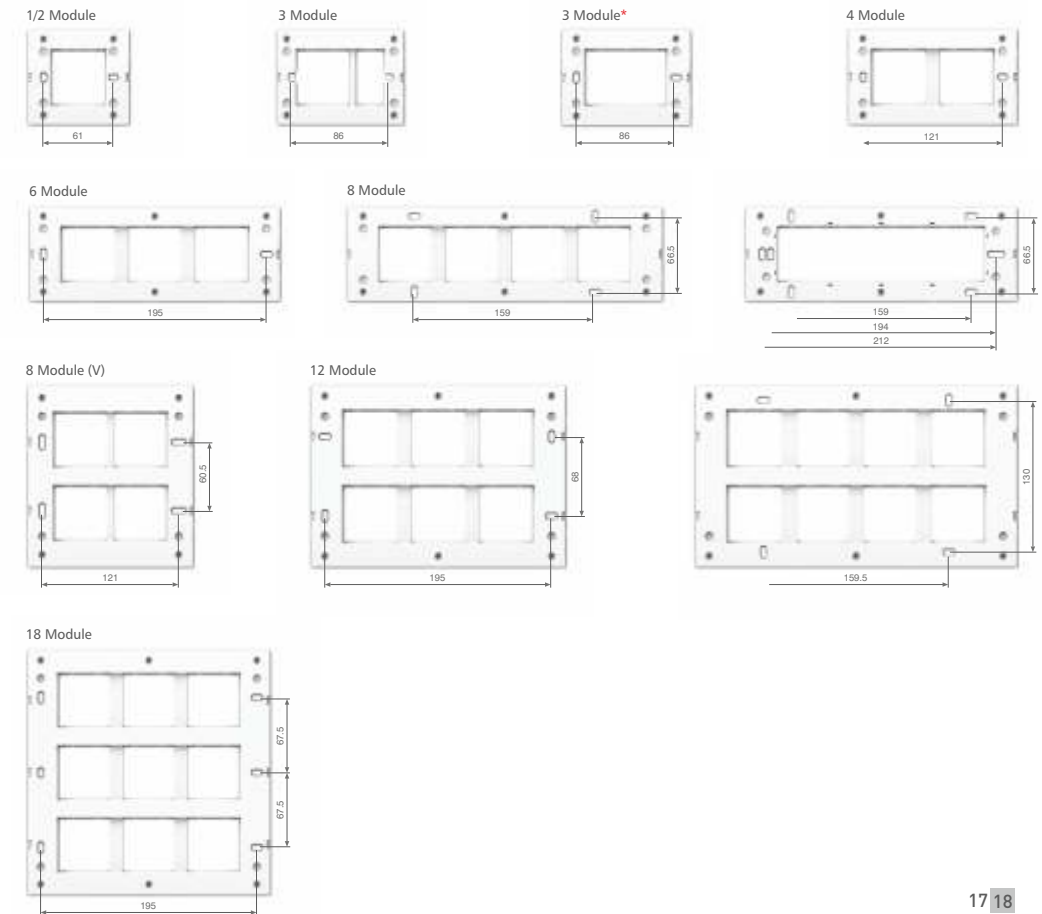 1/2 Module
3 Module
3 Module*
4 Module
61
86
86
121
6 Module
8 Module
66.5
66.5
195
159
159
194
212
8 Module (V)
12 Module
60.5
68
130
121
195
159.5
18 Module
67.5
67.5
195
17 18